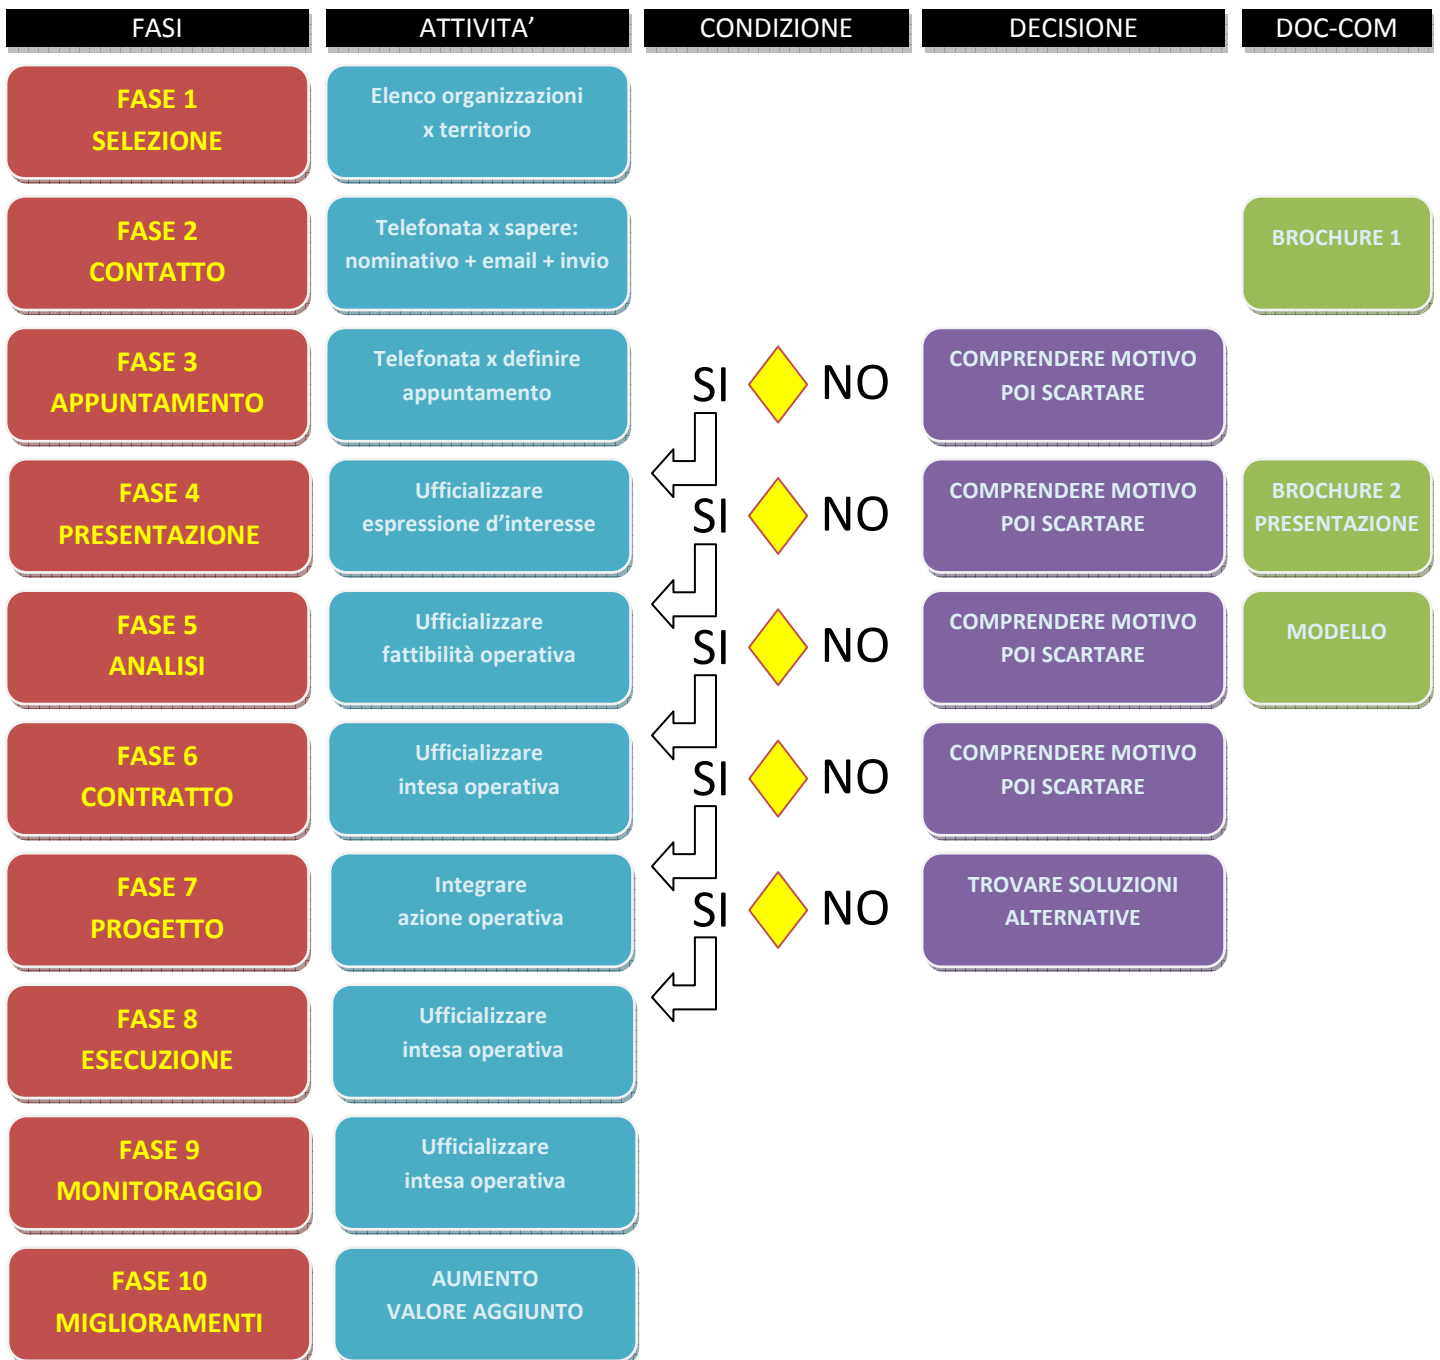 FASI
ATTIVITA’
CONDIZIONE
DECISIONE
DOC-COM
FASE 1
SELEZIONE
Elenco organizzazioni
x territorio
FASE 2
CONTATTO
Telefonata x sapere:
nominativo + email + invio
BROCHURE 1
FASE 3
APPUNTAMENTO
Telefonata x definire
appuntamento
SI
NO
COMPRENDERE MOTIVO
POI SCARTARE
FASE 4
PRESENTAZIONE
Ufficializzare
espressione d’interesse
SI
NO
COMPRENDERE MOTIVO
POI SCARTARE
BROCHURE 2
PRESENTAZIONE
FASE 5
ANALISI
Ufficializzare
fattibilità operativa
SI
NO
COMPRENDERE MOTIVO
POI SCARTARE
MODELLO
FASE 6
CONTRATTO
Ufficializzare
intesa operativa
SI
NO
COMPRENDERE MOTIVO
POI SCARTARE
FASE 7
PROGETTO
Integrare
azione operativa
SI
NO
TROVARE SOLUZIONI
ALTERNATIVE
FASE 8
ESECUZIONE
Ufficializzare
intesa operativa
FASE 9
MONITORAGGIO
Ufficializzare
intesa operativa
FASE 10
MIGLIORAMENTI
AUMENTO
VALORE AGGIUNTO